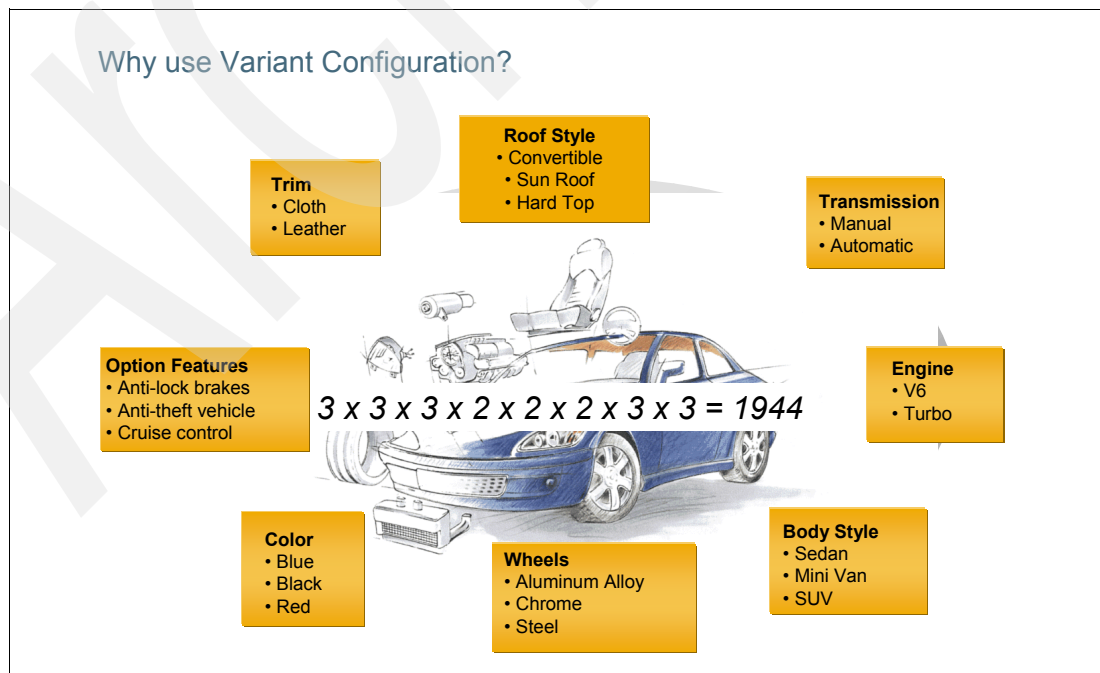 Why use Variant Configuration?
Roof Style
• Convertible
• Sun Roof
• Hard Top
Trim
• Cloth
• Leather
Transmission
• Manual
• Automatic
Option Features
• Anti-lock brakes
• Anti-theft vehicle
• Cruise control
3 x 3 x 3 x 2 x 2 x 2 x 3 x 3 = 1944
Engine
• V6
• Turbo
Color
• Blue
• Black
• Red
Wheels
• Aluminum Alloy
• Chrome
• Steel
Body Style
• Sedan
• Mini Van
• SUV